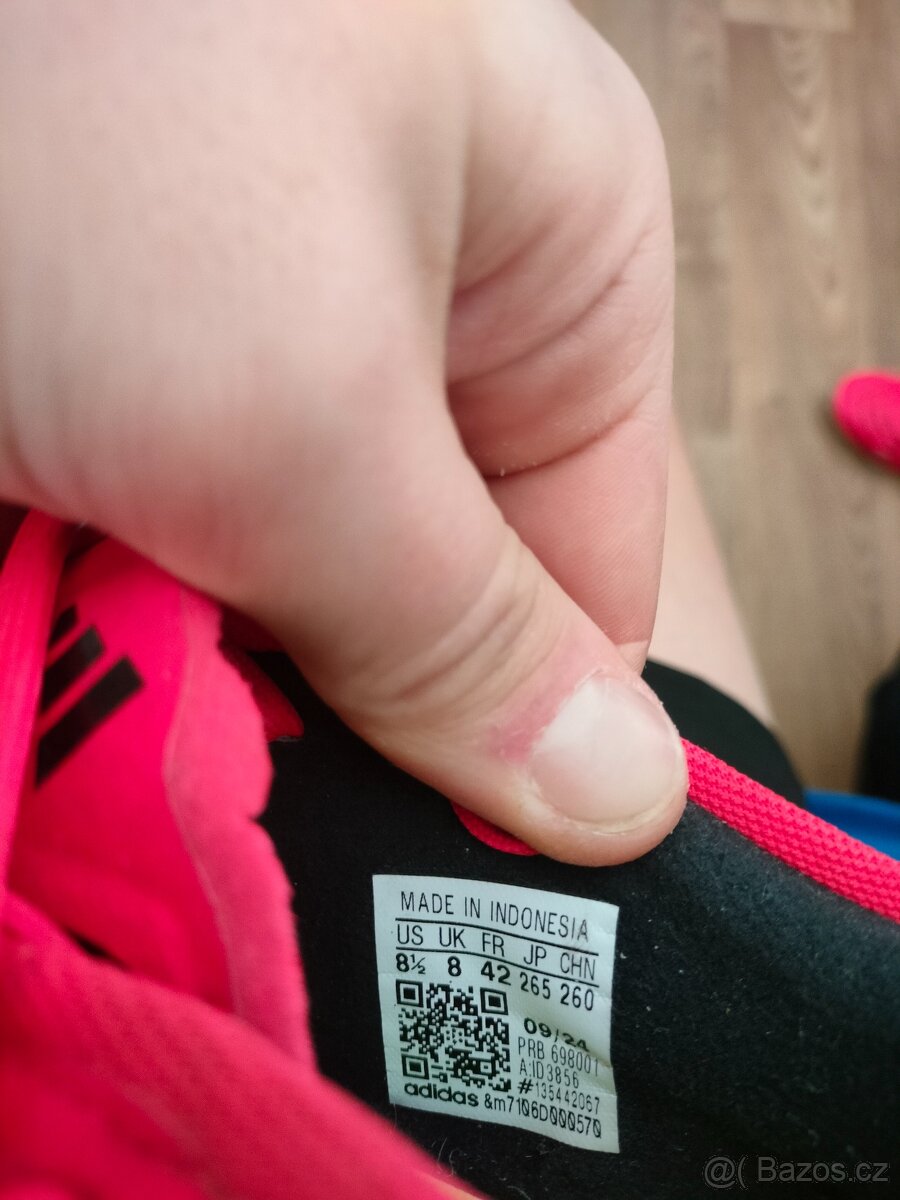 MADE IN INDONESIA
US UK FR JP CHN
8½ 8 42 265 260
09/24
PRB 698001
A:ID3856
#135442067
adidas &m7106D000570
@( Bazos.cz